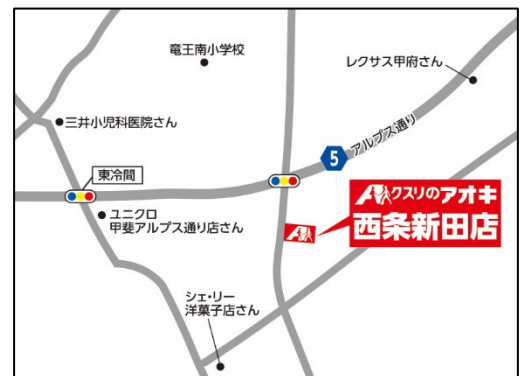 竜王南小学校
レクサス甲府さん
三井小児科医院さん
5
アルプス通り
東冷間
ユニクロ
甲斐アルプス通り店さん
クスリのアオキ
西条新田店
シェ・リー
洋菓子店さん